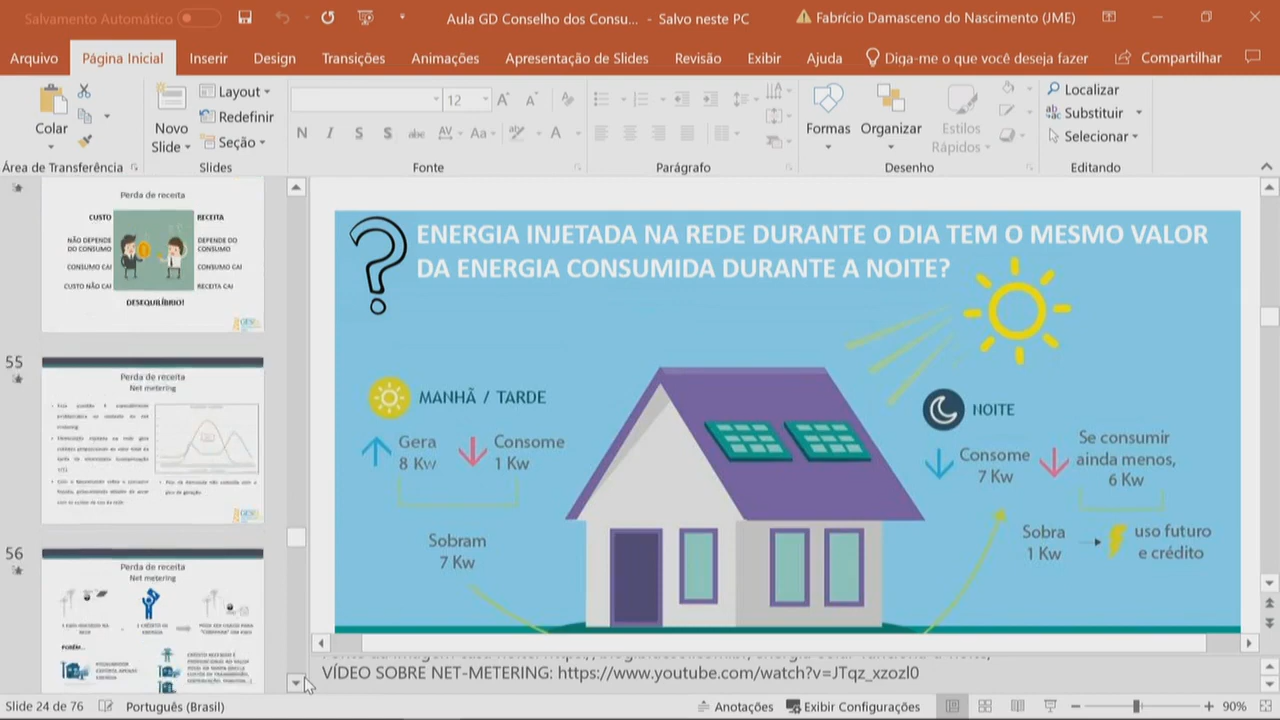 Salvamento Automático
Aula GD Conselho dos Consu... - Salvo neste PC
Fabrício Damasceno do Nascimento (JME)
Arquivo
Página Inicial
Inserir
Design
Transições
Animações
Apresentação de Slides
Revisão
Exibir
Ajuda
Diga-me o que você deseja fazer
Compartilhar
Colar
Novo
Slide
Layout
Redefinir
Seção
12
N I S S abc AV Aa A
Formas
Organizar
Estilos
Rápidos
Localizar
Substituir
Selecionar
Área de Transferência
Slides
Fonte
Parágrafo
Desenho
Editando
Perda de receita
CUSTO
RECEITA
NÃO DEPENDE
DO CONSUMO
DEPENDE DO
CONSUMO
CONSUMO CAI
CONSUMO CAI
CUSTO NÃO CAI
RECEITA CAI
DESEQUILÍBRIO!
55
Perda de receita
Net metering
56
Perda de receita
Net metering
PORÉM...
ENERGIA INJETADA NA REDE DURANTE O DIA TEM O MESMO VALOR
DA ENERGIA CONSUMIDA DURANTE A NOITE?
MANHÃ / TARDE
Gera
8 Kw
Consome
1 Kw
Sobram
7 Kw
NOITE
Consome
7 Kw
Se consumir
ainda menos,
6 Kw
Sobra
1 Kw
uso futuro
e crédito
VÍDEO SOBRE NET-METERING: https://www.youtube.com/watch?v=JTqz_xzozI0
Slide 24 de 76
Português (Brasil)
Anotações
Exibir Configurações
90%